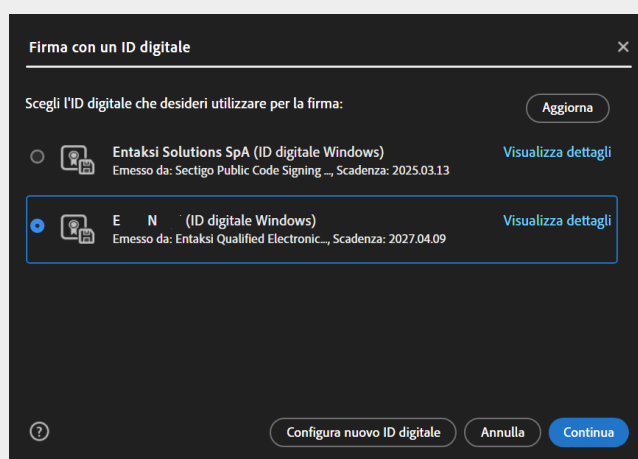 Firma con un ID digitale
Scegli l'ID digitale che desideri utilizzare per la firma:
Aggiorna
Entaksi Solutions SpA (ID digitale Windows)
Visualizza dettagli
Emesso da: Sectigo Public Code Signing ..., Scadenza: 2025.03.13
E N (ID digitale Windows)
Visualizza dettagli
Emesso da: Entaksi Qualified Electronic..., Scadenza: 2027.04.09
Configura nuovo ID digitale
Annulla
Continua